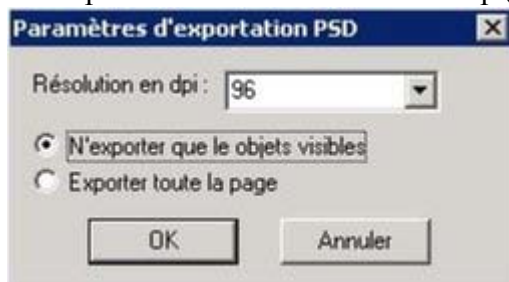 Paramètres d'exportation PSD
Résolution en dpi : 96
N'exporter que le objets visibles
Exporter toute la page
OK Annuler